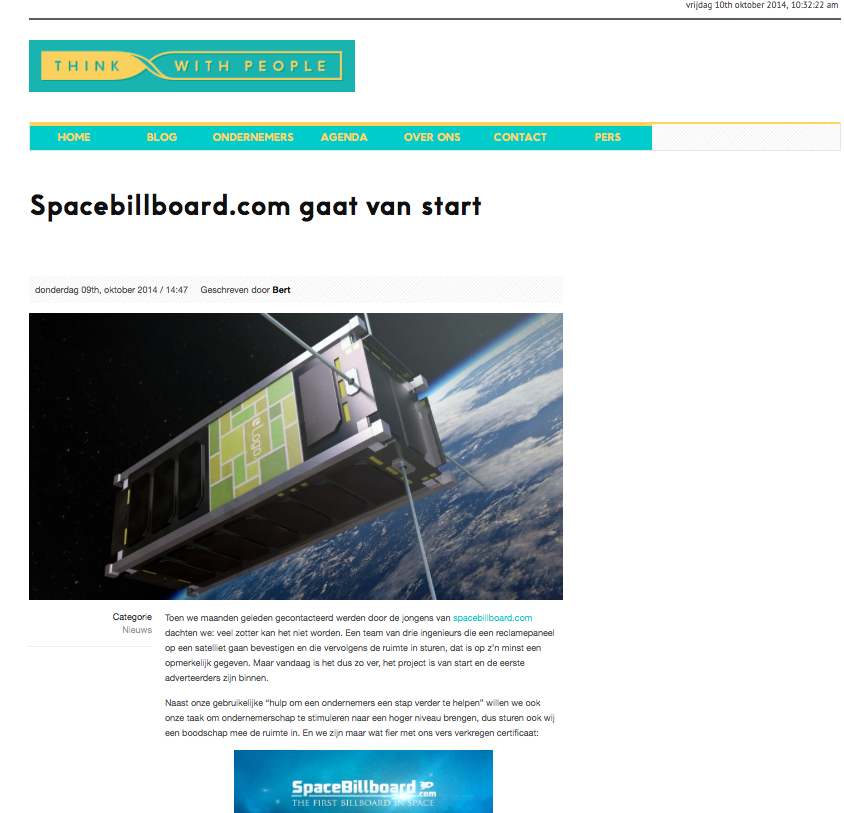 vrijdag 10th oktober 2014, 10:32:22 am
THINK WITH PEOPLE
HOME BLOG ONDERNEMERS AGENDA OVER ONS CONTACT PERS
Spacebillboard.com gaat van start
donderdag 09th, oktober 2014 / 14:47 Geschreven door Bert
eLogo
Categorie
Nieuws
Toen we maanden geleden gecontacteerd werden door de jongens van spacebillboard.com
dachten we: veel zotter kan het niet worden. Een team van drie ingenieurs die een reclamepaneel
op een satelliet gaan bevestigen en die vervolgens de ruimte in sturen, dat is op z'n minst een
opmerkelijk gegeven. Maar vandaag is het dus zo ver, het project is van start en de eerste
adverteerders zijn binnen.
Naast onze gebruikelijke “hulp om een ondernemers een stap verder te helpen” willen we ook
onze taak om ondernemerschap te stimuleren naar een hoger niveau brengen, dus sturen ook wij
een boodschap mee de ruimte in. En we zijn maar wat fier met ons vers verkregen certificaat:
SpaceBillboard.com
THE FIRST BILLBOARD IN SPACE